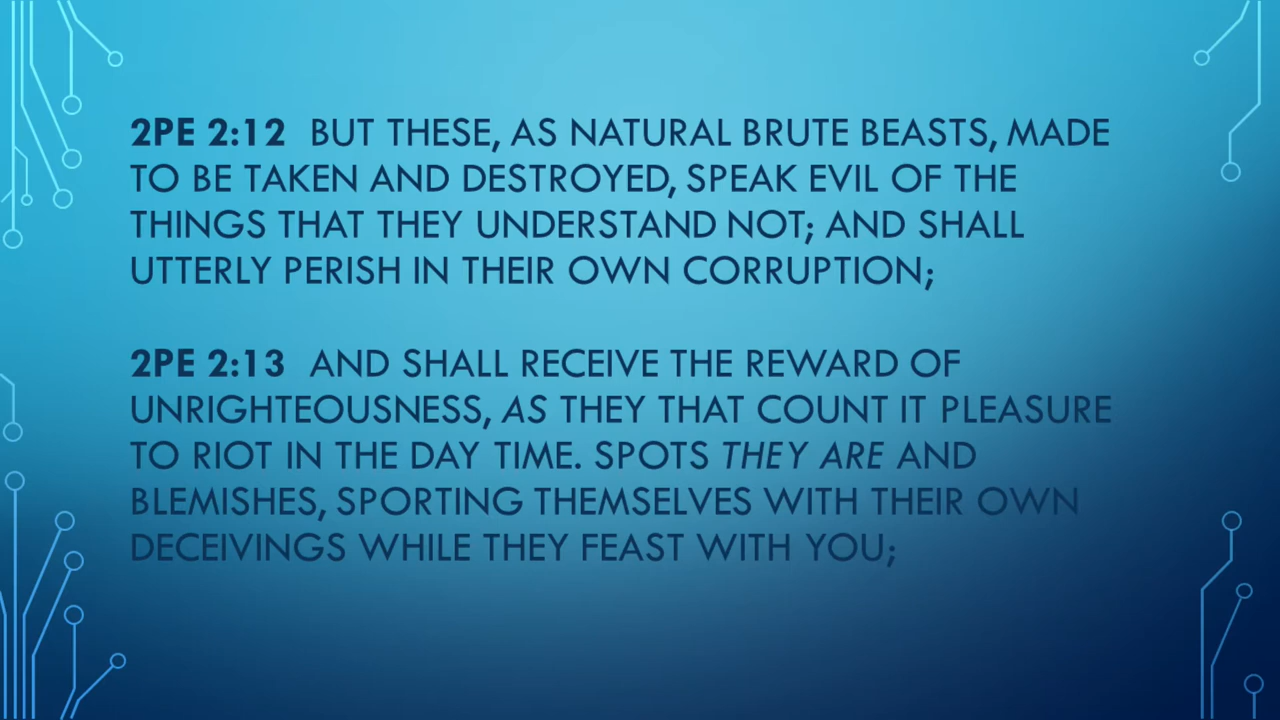 2PE 2:12 BUT THESE, AS NATURAL BRUTE BEASTS, MADE
TO BE TAKEN AND DESTROYED, SPEAK EVIL OF THE
THINGS THAT THEY UNDERSTAND NOT; AND SHALL
UTTERLY PERISH IN THEIR OWN CORRUPTION;
2PE 2:13 AND SHALL RECEIVE THE REWARD OF
UNRIGHTEOUSNESS, AS THEY THAT COUNT IT PLEASURE
TO RIOT IN THE DAY TIME. SPOTS THEY ARE AND
BLEMISHES, SPORTING THEMSELVES WITH THEIR OWN
DECEIVINGS WHILE THEY FEAST WITH YOU;